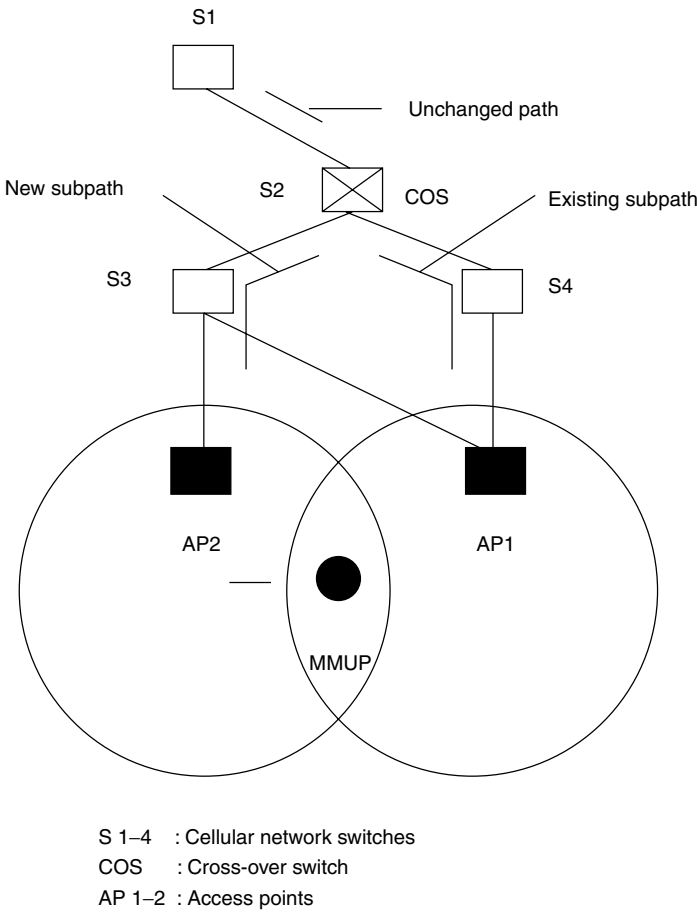 S1
Unchanged path
New subpath
S2
COS
Existing subpath
S3
S4
AP2
AP1
MMUP
S 1–4 : Cellular network switches
COS : Cross-over switch
AP 1–2 : Access points